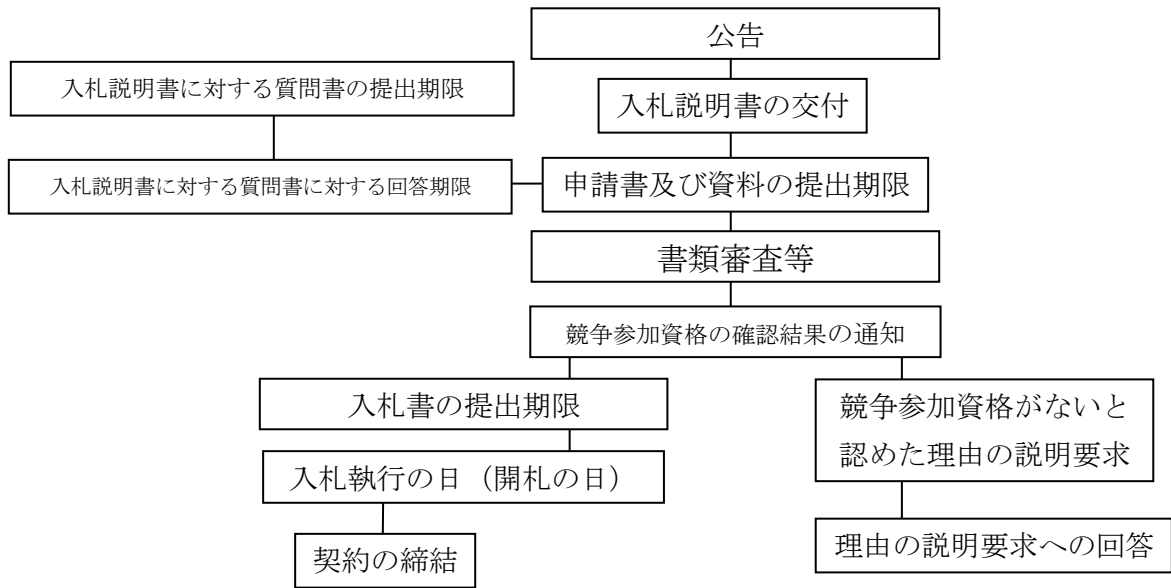 公告
入札説明書に対する質問書の提出期限
入札説明書の交付
入札説明書に対する質問書に対する回答期限
申請書及び資料の提出期限
書類審査等
競争参加資格の確認結果の通知
入札書の提出期限
競争参加資格がないと
認めた理由の説明要求
入札執行の日（開札の日）
契約の締結
理由の説明要求への回答